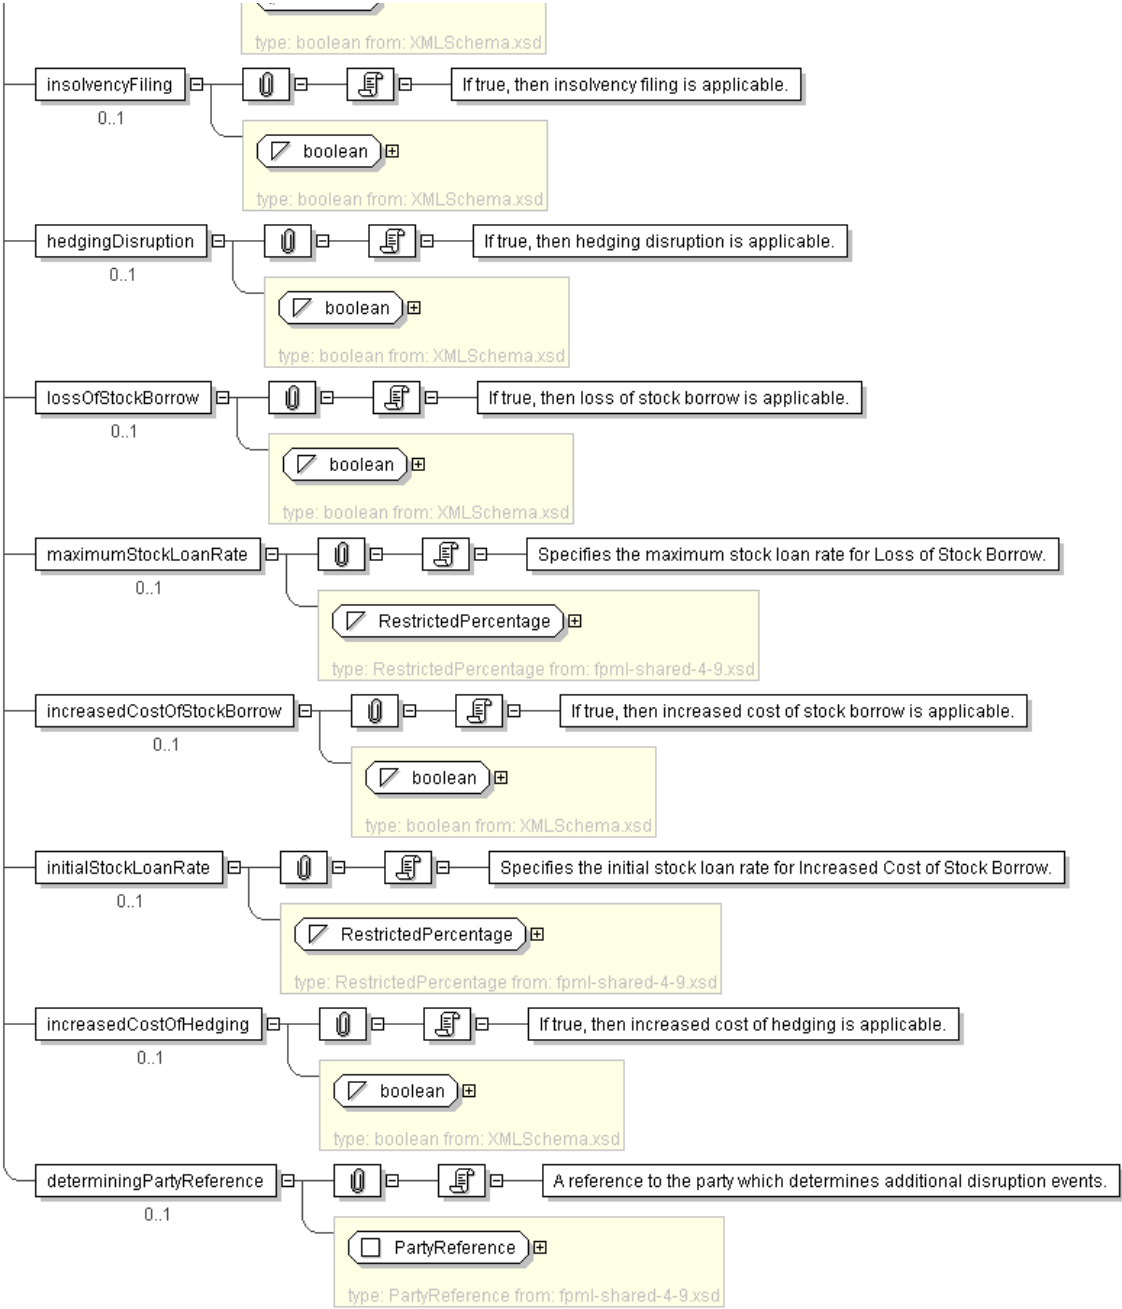 type: boolean from: XMLSchema.xsd
insolvencyFiling
If true, then insolvency filing is applicable.
0..1
boolean
type: boolean from: XMLSchema.xsd
hedgingDisruption
If true, then hedging disruption is applicable.
0..1
boolean
type: boolean from: XMLSchema.xsd
lossOfStockBorrow
If true, then loss of stock borrow is applicable.
0..1
boolean
type: boolean from: XMLSchema.xsd
maximumStockLoanRate
Specifies the maximum stock loan rate for Loss of Stock Borrow.
0..1
RestrictedPercentage
type: RestrictedPercentage from: fpml-shared-4-9.xsd
increasedCostOfStockBorrow
If true, then increased cost of stock borrow is applicable.
0..1
boolean
type: boolean from: XMLSchema.xsd
initialStockLoanRate
Specifies the initial stock loan rate for Increased Cost of Stock Borrow.
0..1
RestrictedPercentage
type: RestrictedPercentage from: fpml-shared-4-9.xsd
increasedCostOfHedging
If true, then increased cost of hedging is applicable.
0..1
boolean
type: boolean from: XMLSchema.xsd
determiningPartyReference
A reference to the party which determines additional disruption events.
0..1
PartyReference
type: PartyReference from: fpml-shared-4-9.xsd